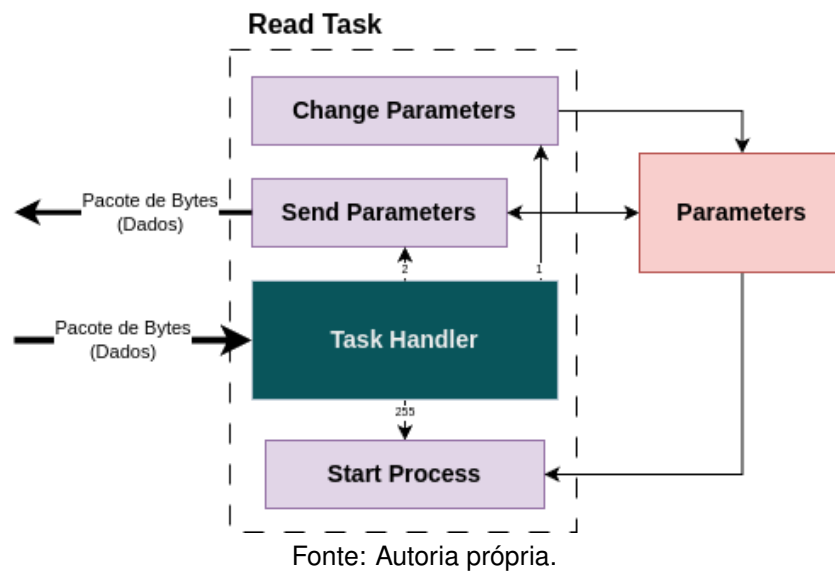 Read Task
Change Parameters
Pacote de Bytes
(Dados)
Send Parameters
Parameters
2
1
Pacote de Bytes
(Dados)
Task Handler
255
Start Process
Fonte: Autoria própria.